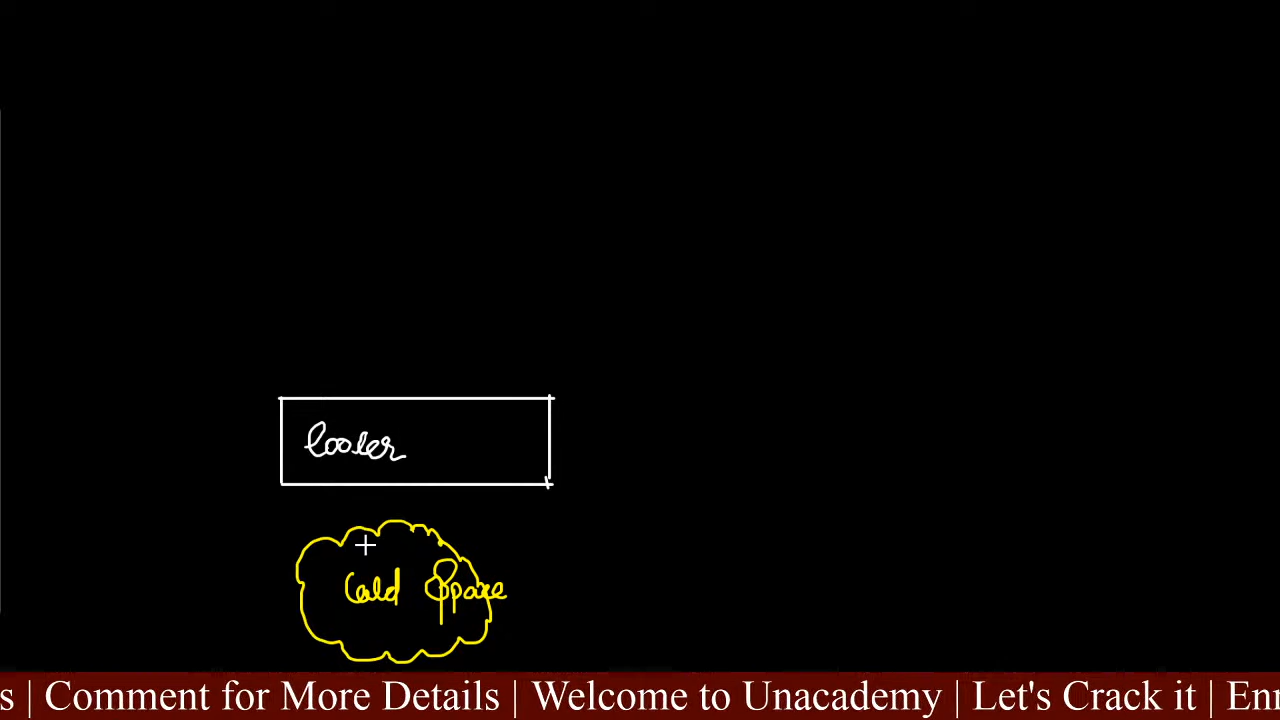 Cooler
Cold Space
s | Comment for More Details | Welcome to Unacademy | Let's Crack it | Enr